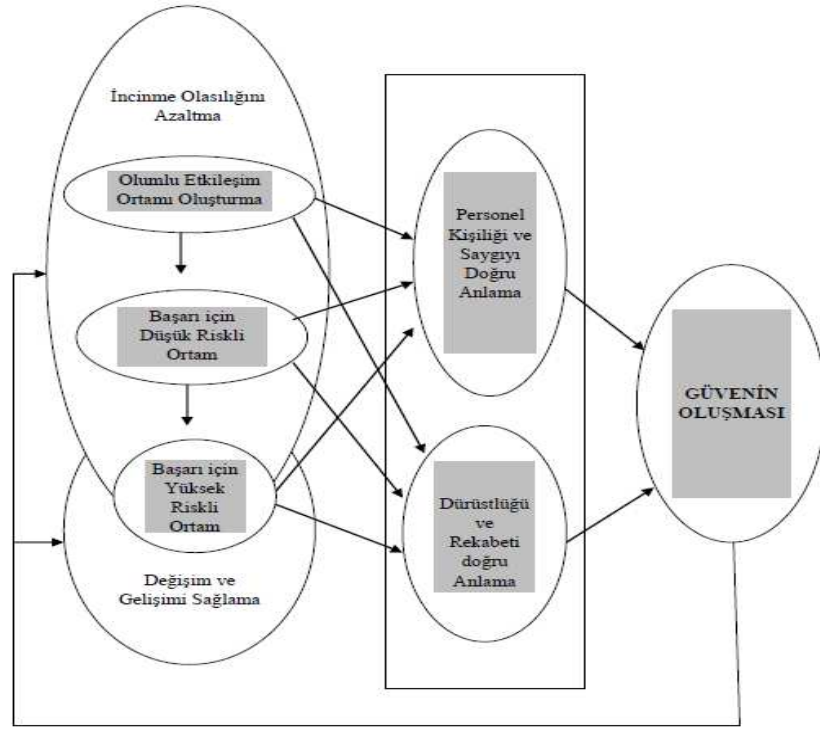 İncinme Olasılığını
Azaltma
Olumlu Etkileşim
Ortamı Oluşturma
Başarı için
Düşük Riskli
Ortam
Başarı için
Yüksek
Riskli
Ortam
Değişim ve
Gelişimi Sağlama
Personel
Kişiliği ve
Saygıyı
Doğru
Anlama
Dürüstlüğü
ve
Rekabeti
doğru
Anlama
GÜVENİN
OLUŞMASI